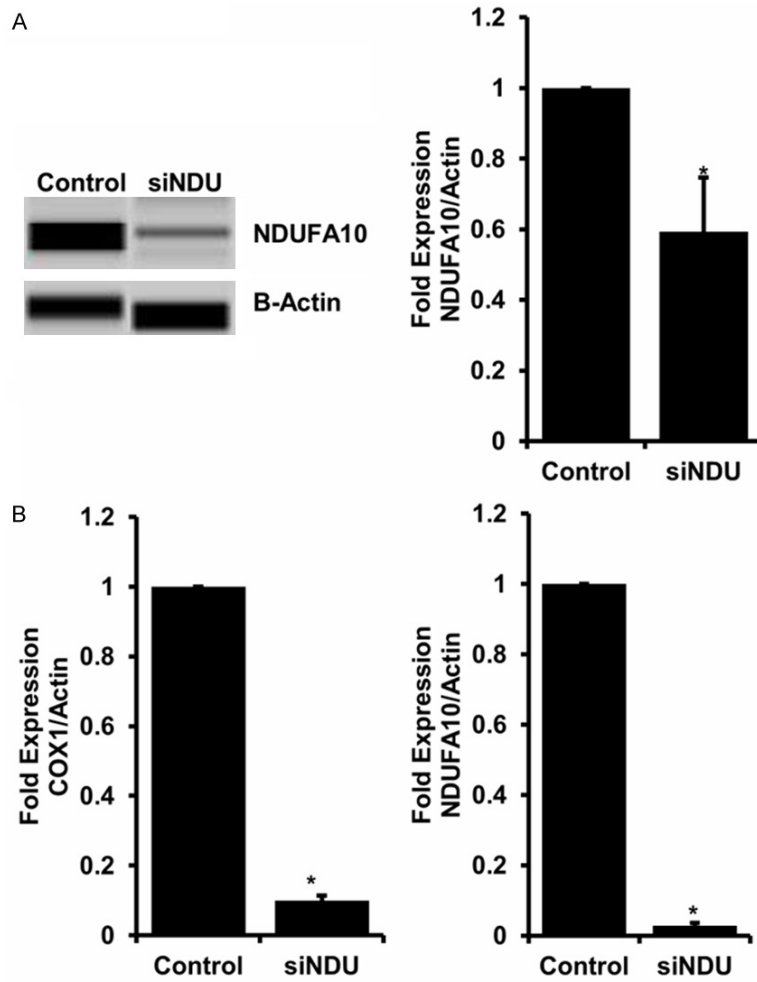 A
Control siNDU
NDUFA10
B-Actin
Fold Expression
NDUFA10/Actin
1.2
1
0.8
0.6
0.4
0.2
0
*
Control siNDU
B
Fold Expression
COX1/Actin
1.2
1
0.8
0.6
0.4
0.2
0
*
Control siNDU
Fold Expression
NDUFA10/Actin
1.2
1
0.8
0.6
0.4
0.2
0
*
Control siNDU